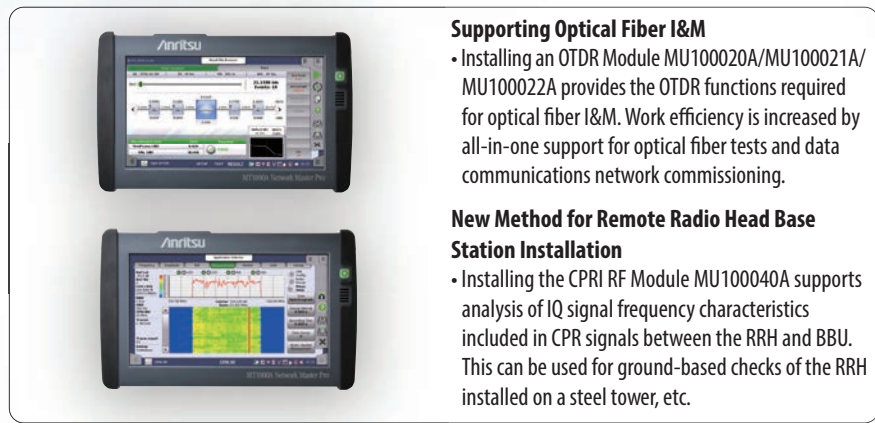 Supporting Optical Fiber I&M
• Installing an OTDR Module MU100020A/MU100021A/
MU100022A provides the OTDR functions required
for optical fiber I&M. Work efficiency is increased by
all-in-one support for optical fiber tests and data
communications network commissioning.
New Method for Remote Radio Head Base
Station Installation
• Installing the CPRI RF Module MU100040A supports
analysis of IQ signal frequency characteristics
included in CPR signals between the RRH and BBU.
This can be used for ground-based checks of the RRH
installed on a steel tower, etc.
Anritsu
MT1000A Network Master Pro
Anritsu
MT1000A Network Master Pro